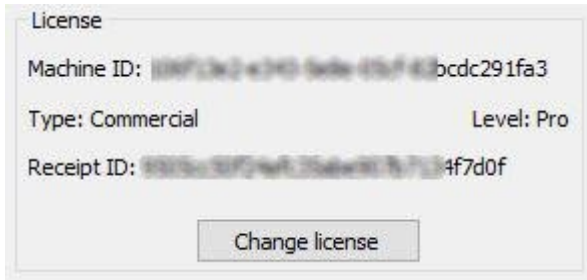 License
Machine ID: bcdc291fa3
Type: Commercial Level: Pro
Receipt ID: 4f7d0f
Change license